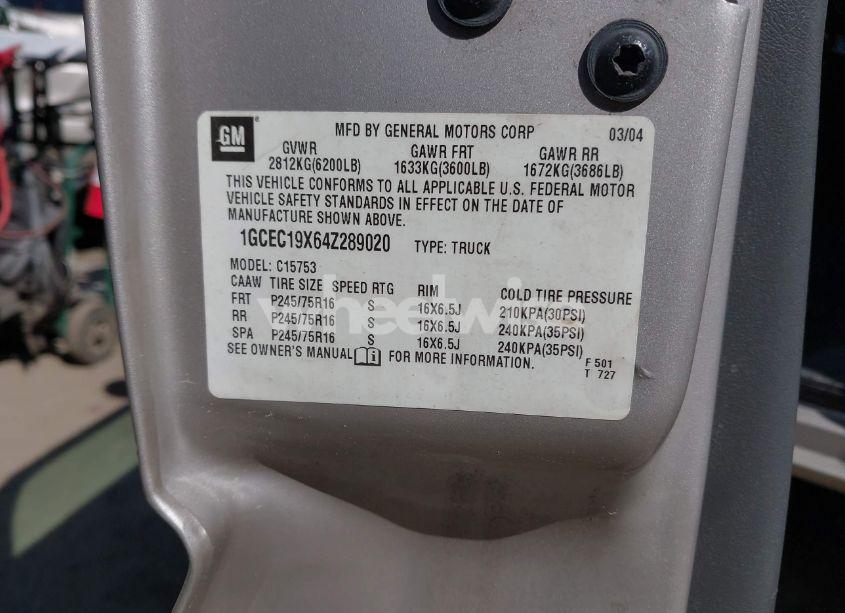 GM
MFD BY GENERAL MOTORS CORP 03/04
GVWR GAWR FRT GAWR RR
2812KG(6200LB) 1633KG(3600LB) 1672KG(3686LB)
THIS VEHICLE CONFORMS TO ALL APPLICABLE U.S. FEDERAL MOTOR
VEHICLE SAFETY STANDARDS IN EFFECT ON THE DATE OF
MANUFACTURE SHOWN ABOVE.
1GCEC19X64Z289020 TYPE: TRUCK
MODEL: C15753
CAAW TIRE SIZE SPEED RTG RIM COLD TIRE PRESSURE
FRT P245/75R16 S 16X6.5J 210KPA(30PSI)
RR P245/75R16 S 16X6.5J 240KPA(35PSI)
SPA P245/75R16 S 16X6.5J 240KPA(35PSI)
SEE OWNER'S MANUAL FOR MORE INFORMATION.
F 501
T 727